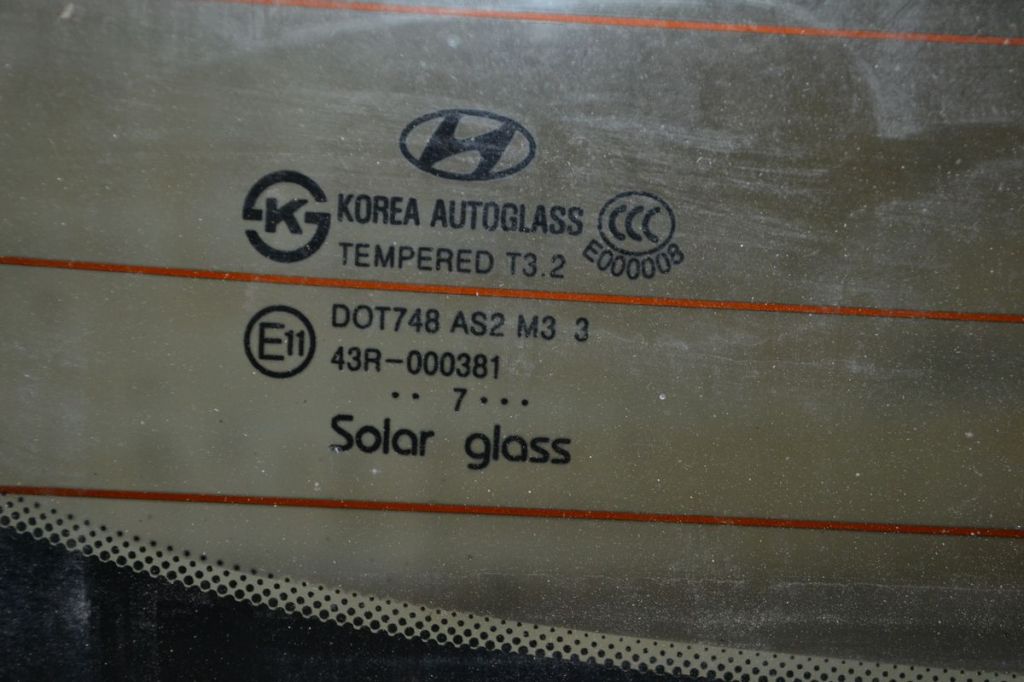 KOREA AUTOGLASS
CCC
TEMPERED T3.2
E000008
K
E11
DOT748 AS2 M3 3
43R-000381
·· 7 ···
Solar glass